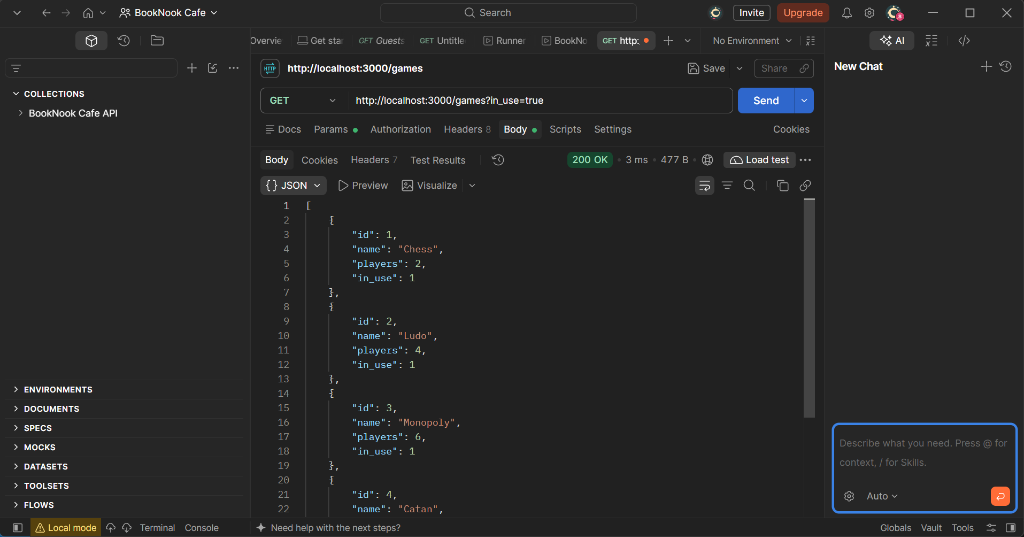 BookNook Cafe
Search
Invite
Upgrade
Overvie
Get sta
GET Guests
GET Untitle
Runner
BookNo
GET http:
No Environment
AI
http://localhost:3000/games
Save
Share
New Chat
COLLECTIONS
BookNook Cafe API
GET
http://localhost:3000/games?in_use=true
Send
Docs
Params
Authorization
Headers 8
Body
Scripts
Settings
Cookies
Body
Cookies
Headers 7
Test Results
200 OK
3 ms
477 B
Load test
{ } JSON
Preview
Visualize
1 [
2 {
3 "id": 1,
4 "name": "Chess",
5 "players": 2,
6 "in_use": 1
7 },
8 {
9 "id": 2,
10 "name": "Ludo",
11 "players": 4,
12 "in_use": 1
13 },
14 {
15 "id": 3,
16 "name": "Monopoly",
17 "players": 6,
18 "in_use": 1
19 },
20 {
21 "id": 4,
22 "name": "Catan",
ENVIRONMENTS
DOCUMENTS
SPECS
MOCKS
DATASETS
TOOLSETS
FLOWS
Describe what you need. Press @ for
context, / for Skills.
Auto
Local mode
Terminal
Console
Need help with the next steps?
Globals
Vault
Tools